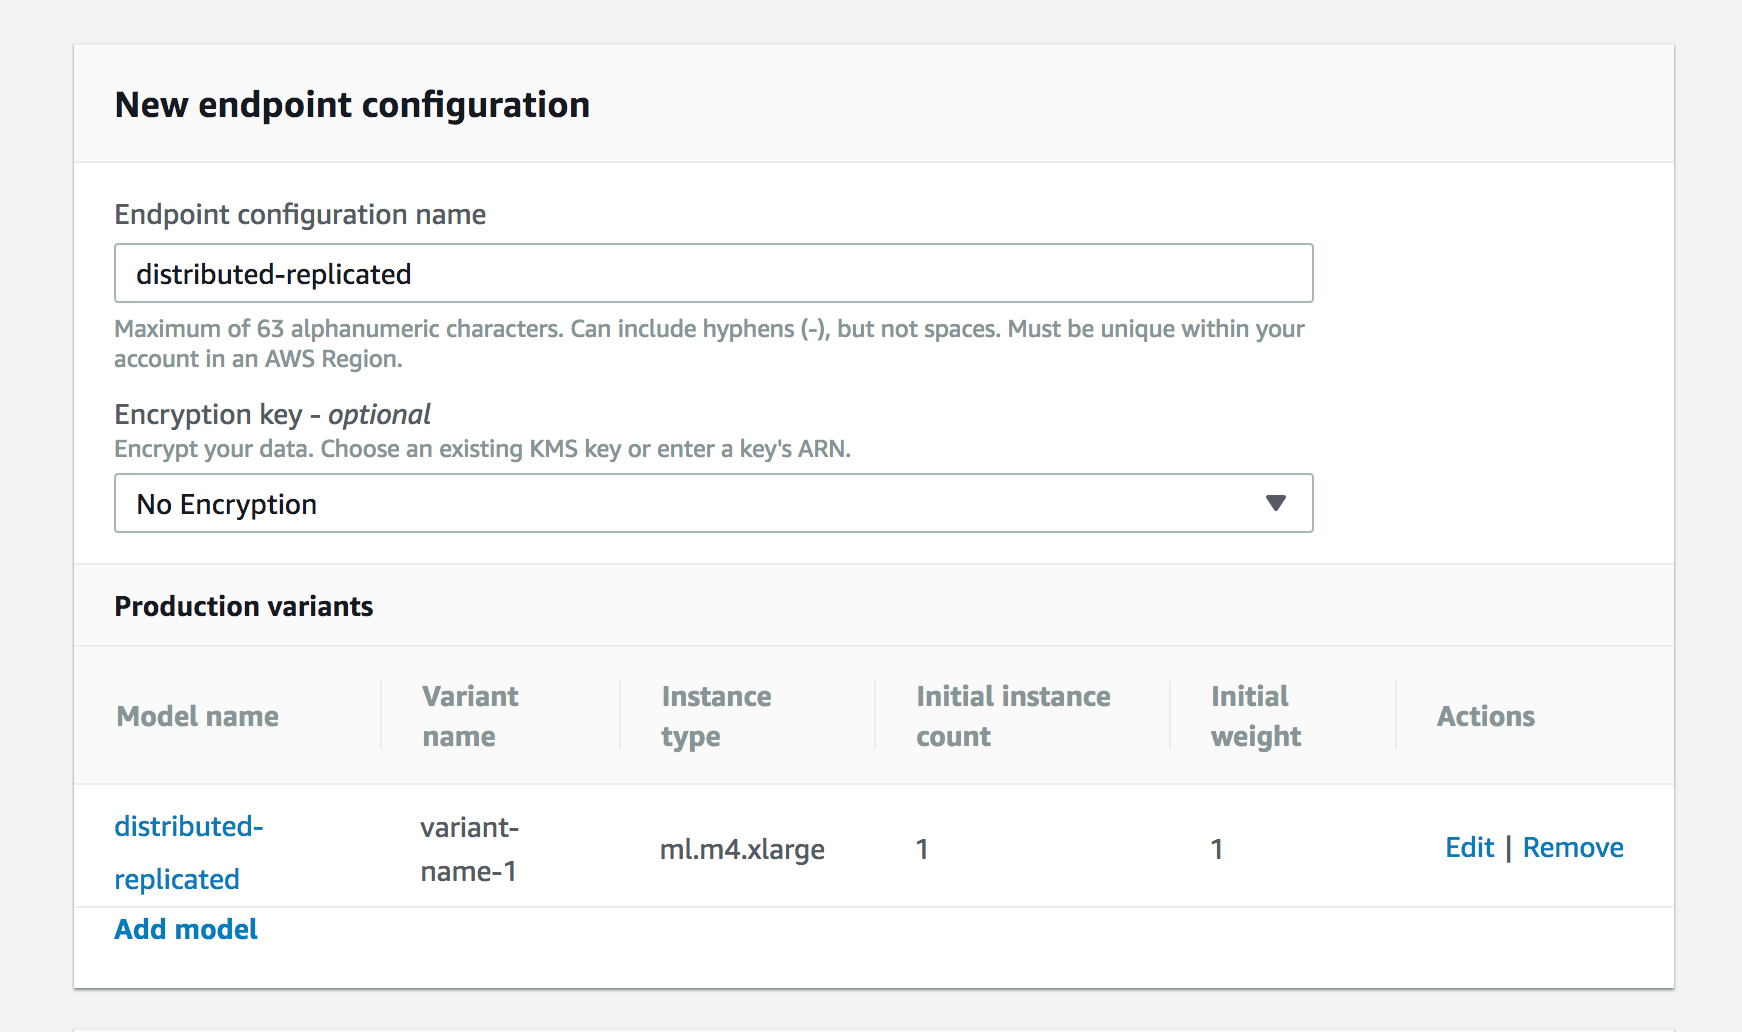 New endpoint configuration
Endpoint configuration name
distributed-replicated
Maximum of 63 alphanumeric characters. Can include hyphens (-), but not spaces. Must be unique within your
account in an AWS Region.
Encryption key - optional
Encrypt your data. Choose an existing KMS key or enter a key's ARN.
No Encryption
Production variants
Model name
Variant
name
Instance
type
Initial instance
count
Initial
weight
Actions
distributed-
replicated
variant-
name-1
ml.m4.xlarge
1
1
Edit | Remove
Add model